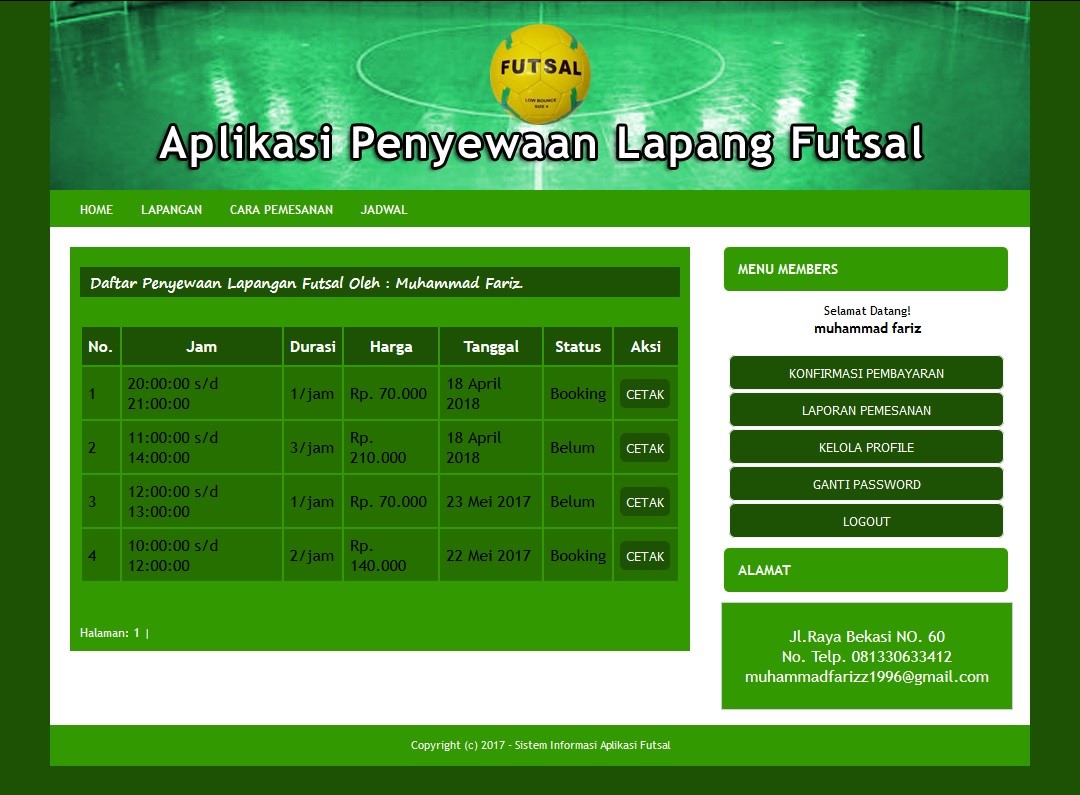 FUTSAL
LOW BOUNCE
SIZE 4
Aplikasi Penyewaan Lapang Futsal
HOME LAPANGAN CARA PEMESANAN JADWAL
Daftar Penyewaan Lapangan Futsal Oleh : Muhammad Fariz
No. Jam Durasi Harga Tanggal Status Aksi
1 20:00:00 s/d 21:00:00 1/jam Rp. 70.000 18 April 2018 Booking CETAK
2 11:00:00 s/d 14:00:00 3/jam Rp. 210.000 18 April 2018 Belum CETAK
3 12:00:00 s/d 13:00:00 1/jam Rp. 70.000 23 Mei 2017 Belum CETAK
4 10:00:00 s/d 12:00:00 2/jam Rp. 140.000 22 Mei 2017 Booking CETAK
Halaman: 1 |
MENU MEMBERS
Selamat Datang!
muhammad fariz
KONFIRMASI PEMBAYARAN
LAPORAN PEMESANAN
KELOLA PROFILE
GANTI PASSWORD
LOGOUT
ALAMAT
Jl.Raya Bekasi NO. 60
No. Telp. 081330633412
muhammadfarizz1996@gmail.com
Copyright (c) 2017 - Sistem Informasi Aplikasi Futsal